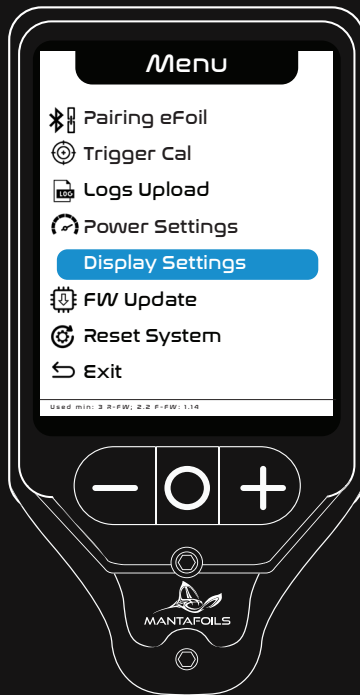 Menu
Pairing eFoil
Trigger Cal
LOG
Logs Upload
Power Settings
Display Settings
FW Update
Reset System
Exit
Used min: 3 R-FW; 2.2 F-FW: 1.14
MANTAFOILS